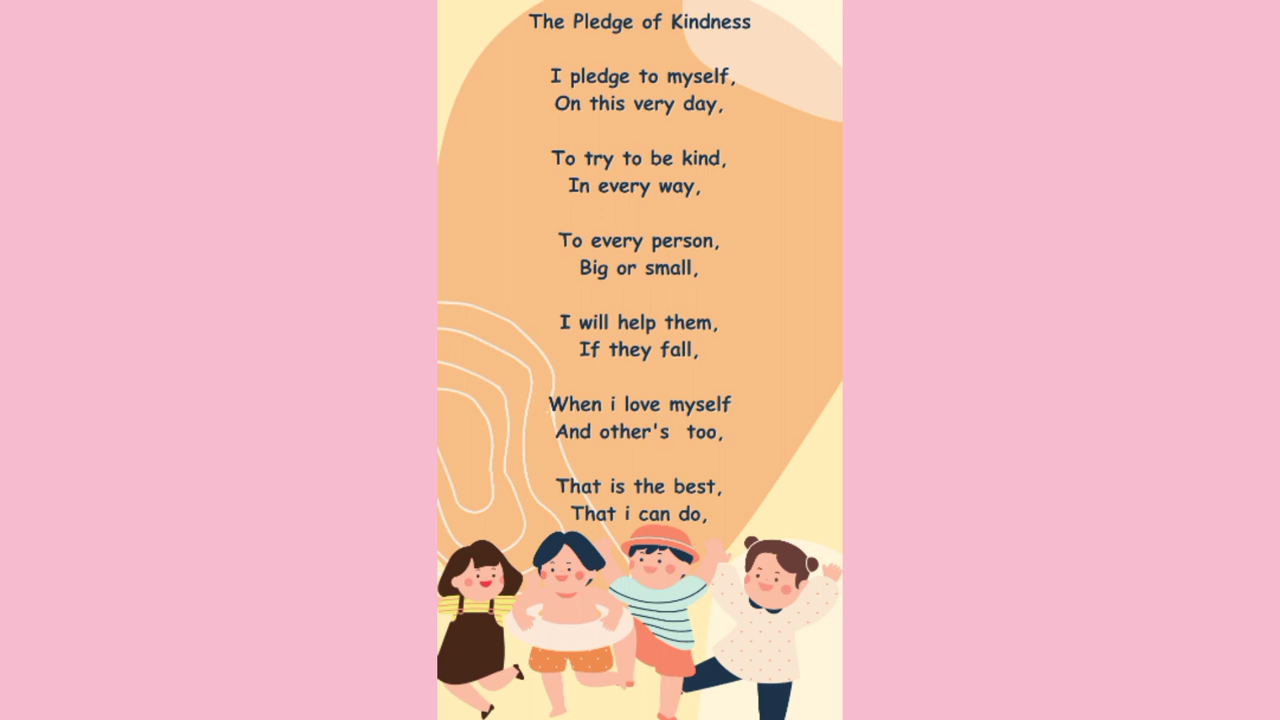 The Pledge of Kindness
I pledge to myself,
On this very day,
To try to be kind,
In every way,
To every person,
Big or small,
I will help them,
If they fall,
When i love myself
And other's too,
That is the best,
That i can do,